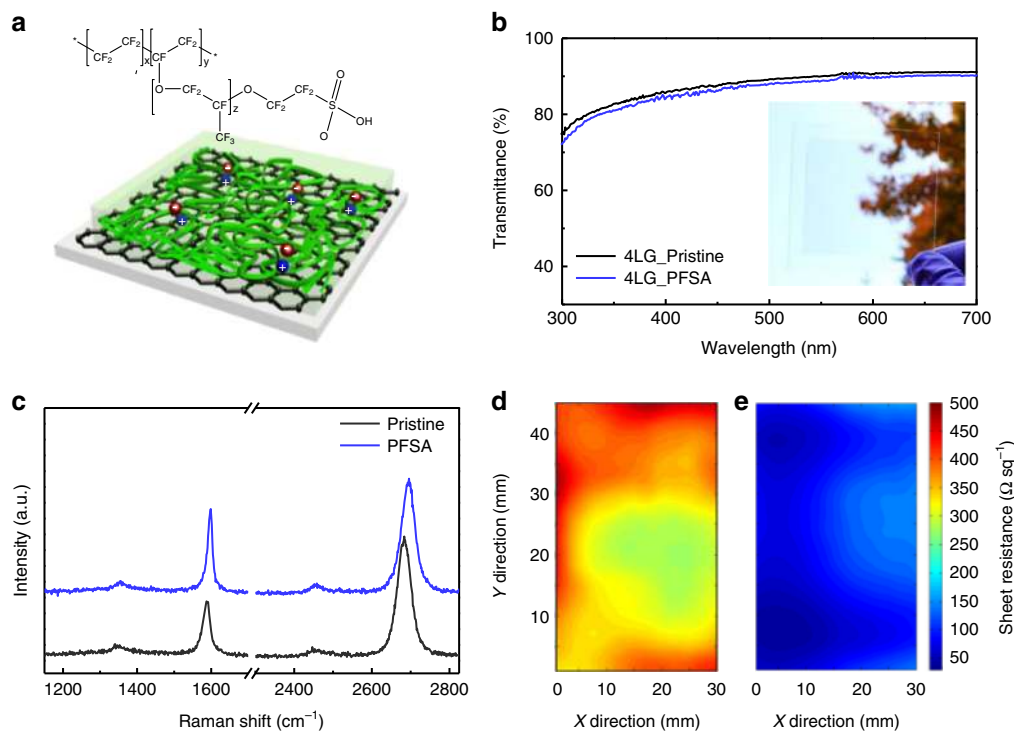 a
CF₂ CF₂ CF₂
* CF₂ x CF y *
CF₂ CF₂
O CF z O CF₂ S O
CF₃ O OH
+ + + + +
b
100
80
60
40
Transmittance (%)
4LG_Pristine
4LG_PFSA
300 400 500 600 700
Wavelength (nm)
c
Pristine
PFSA
Intensity (a.u.)
1200 1400 1600 2400 2600 2800
Raman shift (cm⁻¹)
d
40
30
20
10
Y direction (mm)
0 10 20 30
X direction (mm)
e
0 10 20 30
X direction (mm)
500
450
400
350
300
250
200
150
100
50
Sheet resistance (Ω sq⁻¹)